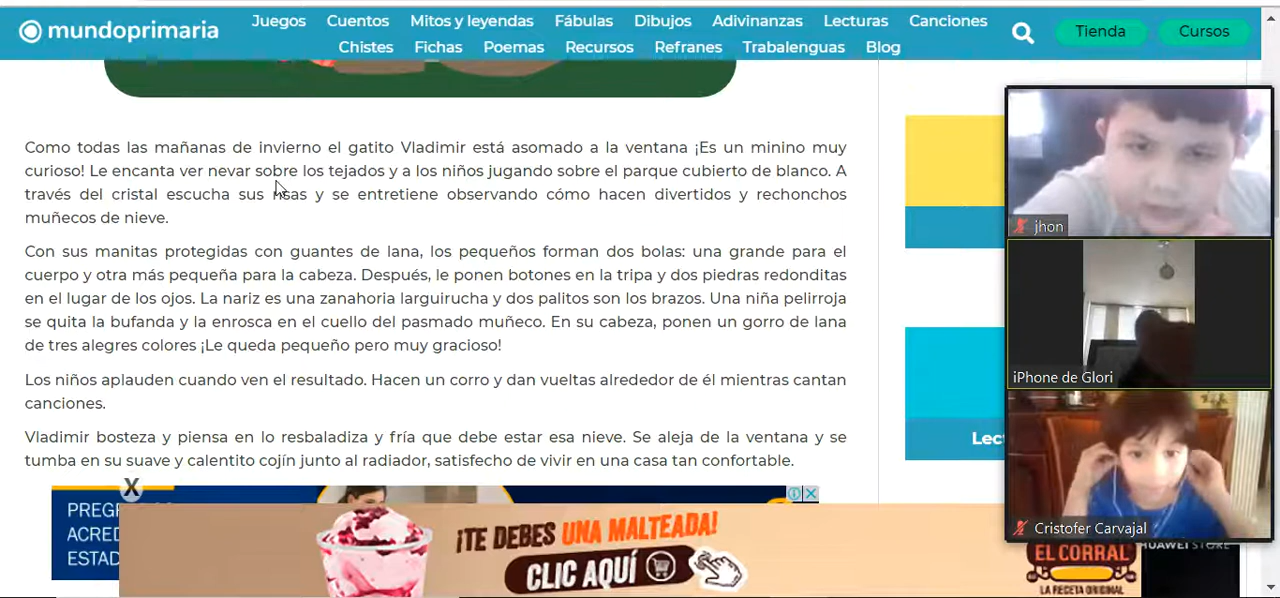 mundoprimaria
Juegos Cuentos Mitos y leyendas Fábulas Dibujos Adivinanzas Lecturas Canciones
Chistes Fichas Poemas Recursos Refranes Trabalenguas Blog
Tienda Cursos
Como todas las mañanas de invierno el gatito Vladimir está asomado a la ventana ¡Es un minino muy
curioso! Le encanta ver nevar sobre los tejados y a los niños jugando sobre el parque cubierto de blanco. A
través del cristal escucha sus risas y se entretiene observando cómo hacen divertidos y rechonchos
muñecos de nieve.
Con sus manitas protegidas con guantes de lana, los pequeños forman dos bolas: una grande para el
cuerpo y otra más pequeña para la cabeza. Después, le ponen botones en la tripa y dos piedras redonditas
en el lugar de los ojos. La nariz es una zanahoria larguirucha y dos palitos son los brazos. Una niña pelirroja
se quita la bufanda y la enrosca en el cuello del pasmado muñeco. En su cabeza, ponen un gorro de lana
de tres alegres colores ¡Le queda pequeño pero muy gracioso!
Los niños aplauden cuando ven el resultado. Hacen un corro y dan vueltas alrededor de él mientras cantan
canciones.
Vladimir bosteza y piensa en lo resbaladiza y fría que debe estar esa nieve. Se aleja de la ventana y se
tumba en su suave y calentito cojín junto al radiador, satisfecho de vivir en una casa tan confortable.
jhon
iPhone de Glori
Cristofer Carvajal
Lec
X
PREG
ACRED
ESTAD
¡TE DEBES UNA MALTEADA!
CLIC AQUÍ
EL CORRAL
LA RECETA ORIGINAL
HUAWEI STORE